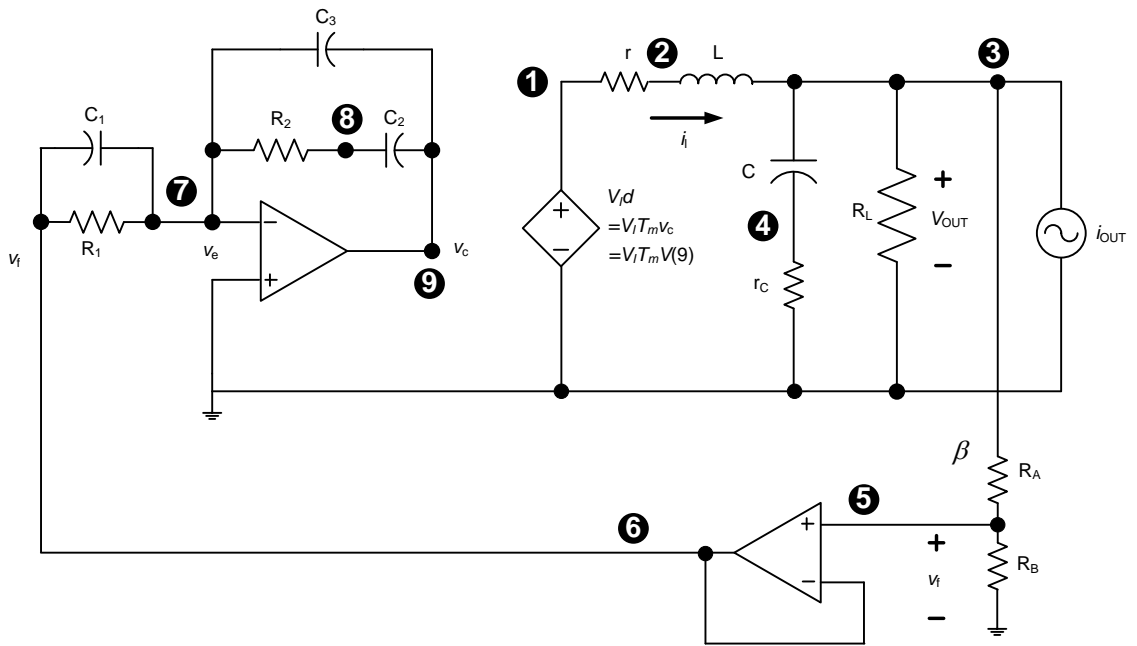 C3
r
2
L
3
1
C1
R2
8
C2
il
7
C
VId
=VITmvc
=VITmV(9)
RL
+
VOUT
−
iOUT
vf
R1
ve
−
+
+
−
vc
9
4
rC
β
RA
6
5
+
−
+
vf
−
RB